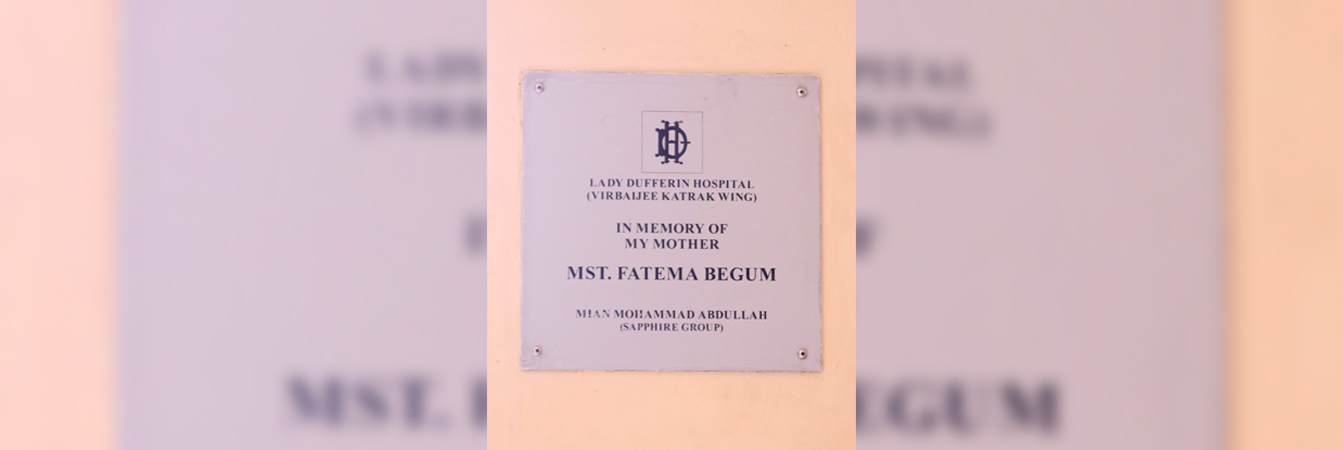 LADY DUFFERIN HOSPITAL
(VIRBAIJEE KATRAK WING)
IN MEMORY OF
MY MOTHER
MST. FATEMA BEGUM
MIAN MOHAMMAD ABDULLAH
(SAPPHIRE GROUP)